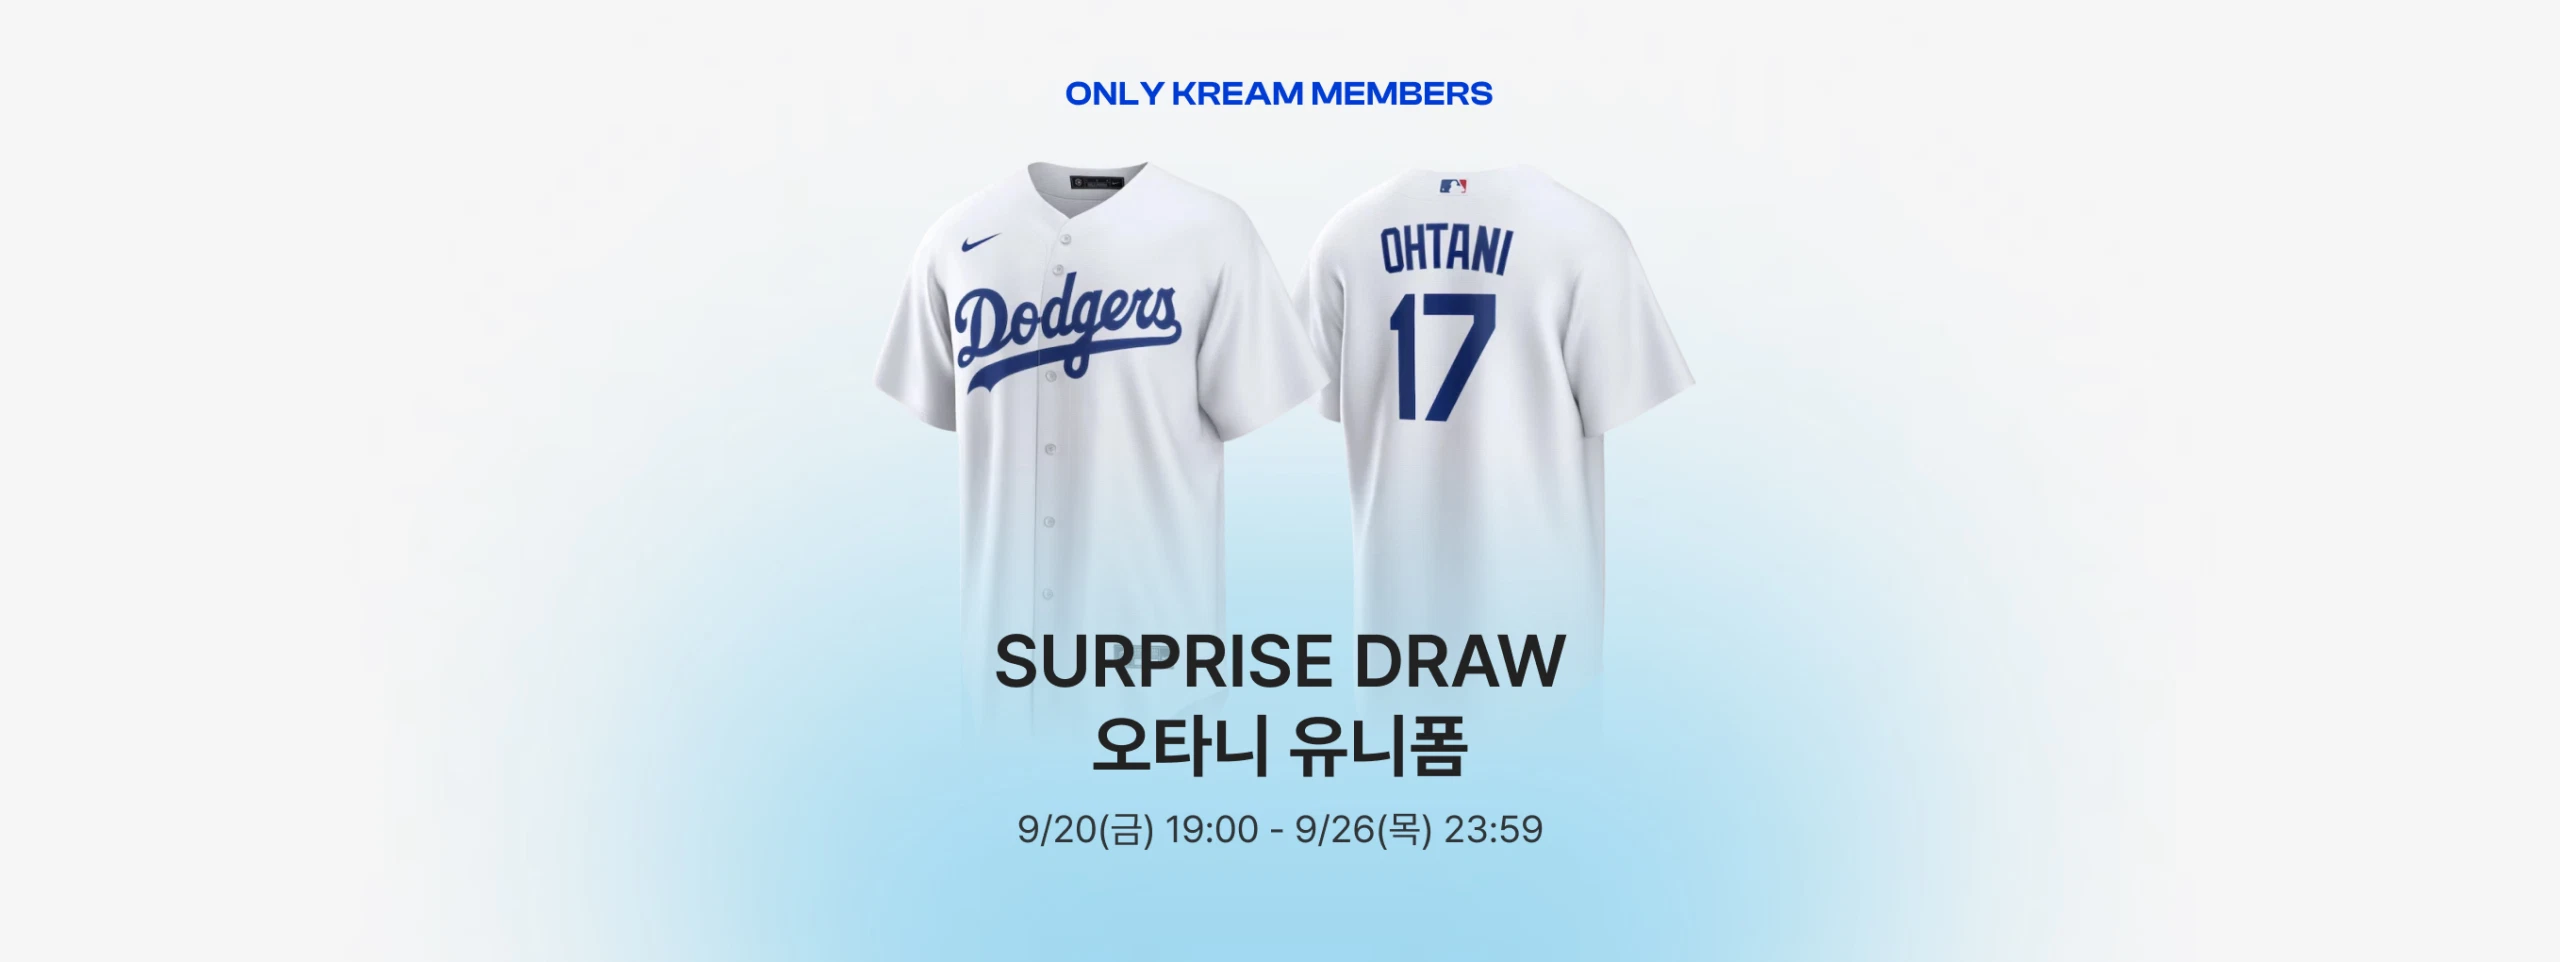 ONLY KREAM MEMBERS
Dodgers
OHTANI
17
SURPRISE DRAW
오타니 유니폼
9/20(금) 19:00 - 9/26(목) 23:59